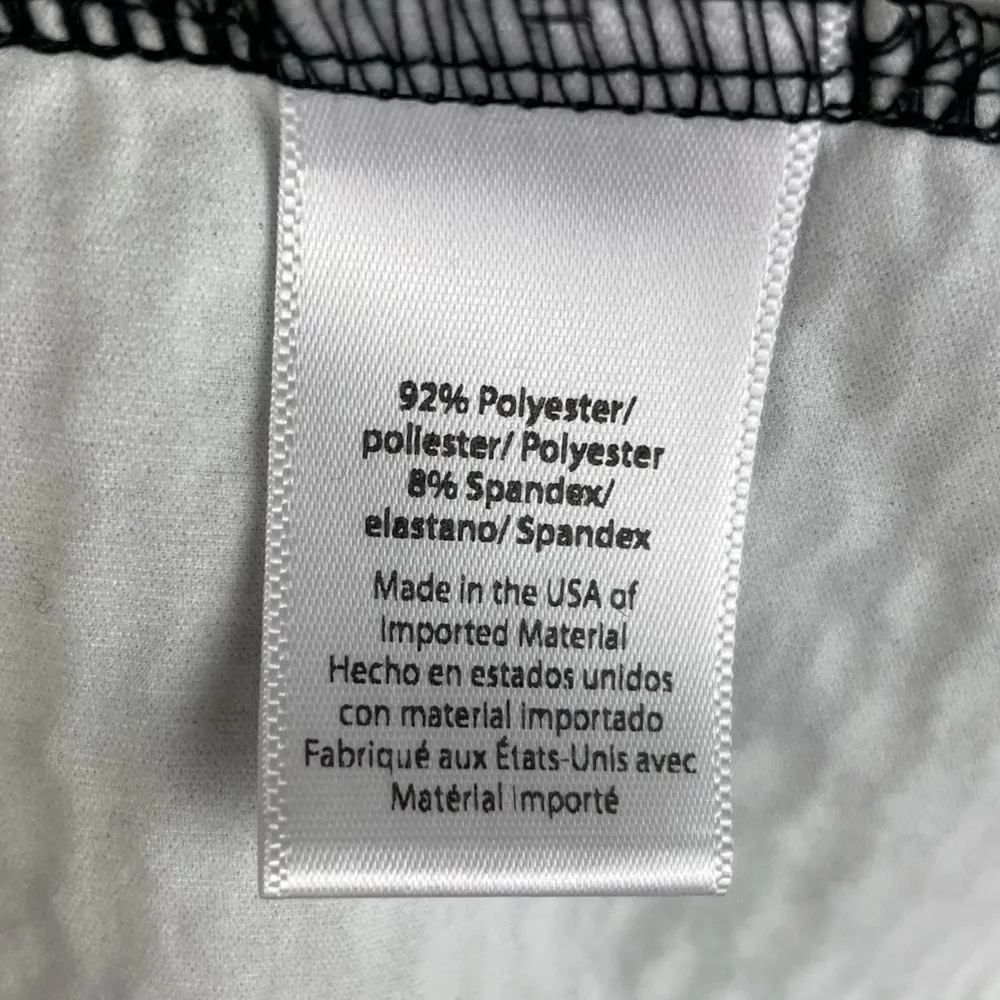 92% Polyester/
poliester/ Polyester
8% Spandex/
elastano/ Spandex
Made in the USA of
Imported Material
Hecho en estados unidos
con material importado
Fabriqué aux États-Unis avec
Matérial Importé